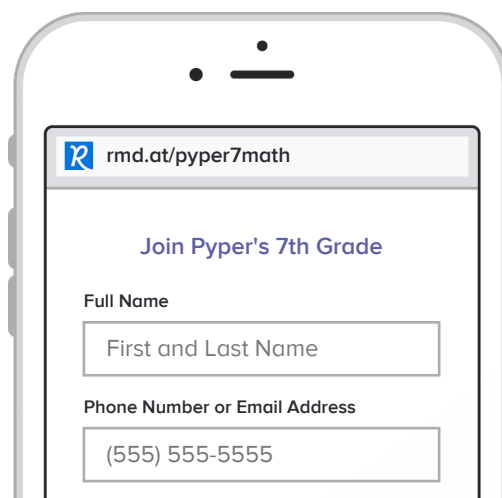 rmd.at/pyper7math
Join Pyper's 7th Grade
Full Name
First and Last Name
Phone Number or Email Address
(555) 555-5555